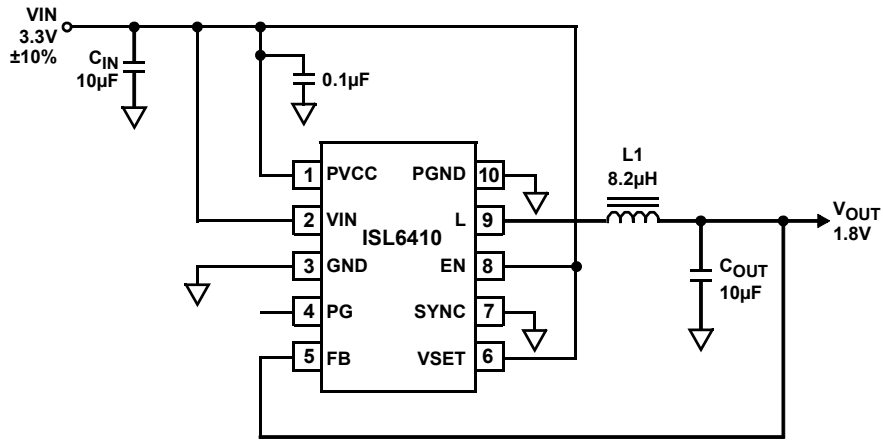 VIN
3.3V
±10%
CIN
10µF
0.1µF
1 PVCC PGND 10
2 VIN L 9
ISL6410
3 GND EN 8
4 PG SYNC 7
5 FB VSET 6
L1
8.2µH
VOUT
1.8V
COUT
10µF